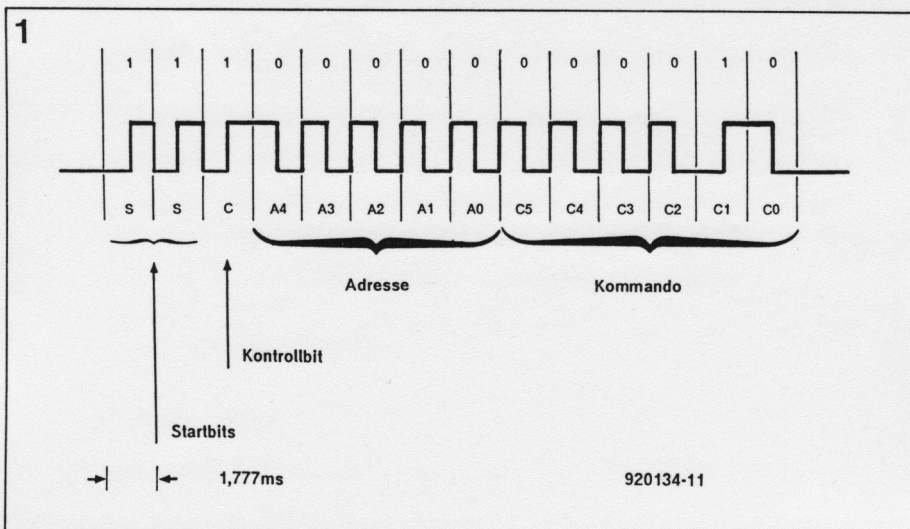 1
1 1 1 0 0 0 0 0 0 0 0 0 1 0
S S C A4 A3 A2 A1 A0 C5 C4 C3 C2 C1 C0
Adresse Kommando
Kontrollbit
Startbits
1,777ms 920134-11